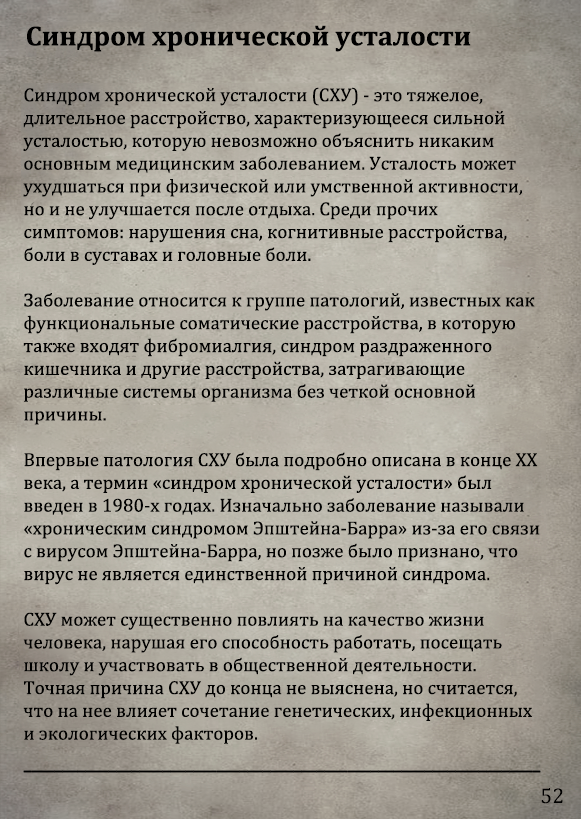 Синдром хронической усталости
Синдром хронической усталости (СХУ) - это тяжелое,
длительное расстройство, характеризующееся сильной
усталостью, которую невозможно объяснить никаким
основным медицинским заболеванием. Усталость может
ухудшаться при физической или умственной активности,
но и не улучшается после отдыха. Среди прочих
симптомов: нарушения сна, когнитивные расстройства,
боли в суставах и головные боли.
Заболевание относится к группе патологий, известных как
функциональные соматические расстройства, в которую
также входят фибромиалгия, синдром раздраженного
кишечника и другие расстройства, затрагивающие
различные системы организма без четкой основной
причины.
Впервые патология СХУ была подробно описана в конце XX
века, а термин «синдром хронической усталости» был
введен в 1980-х годах. Изначально заболевание называли
«хроническим синдромом Эпштейна-Барра» из-за его связи
с вирусом Эпштейна-Барра, но позже было признано, что
вирус не является единственной причиной синдрома.
СХУ может существенно повлиять на качество жизни
человека, нарушая его способность работать, посещать
школу и участвовать в общественной деятельности.
Точная причина СХУ до конца не выяснена, но считается,
что на нее влияет сочетание генетических, инфекционных
и экологических факторов.
52